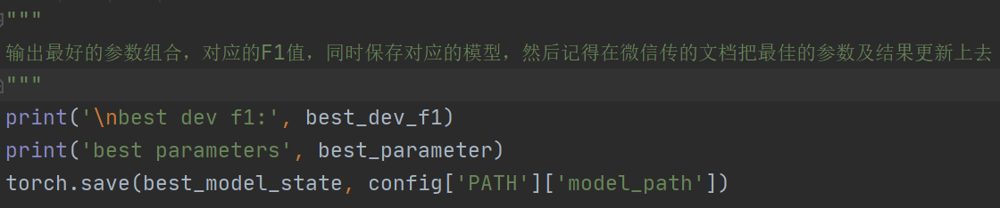 """
输出最好的参数组合，对应的F1值，同时保存对应的模型，然后记得在微信传的文档把最佳的参数及结果更新上去
"""
print('\nbest dev f1:', best_dev_f1)
print('best parameters', best_parameter)
torch.save(best_model_state, config['PATH']['model_path'])